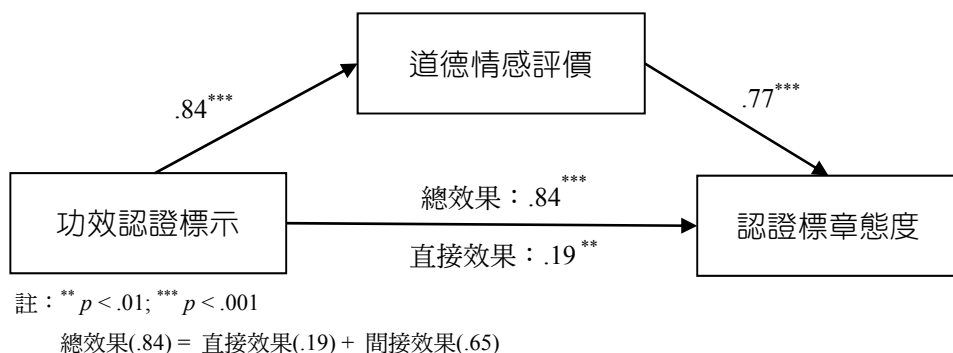 道德情感評價
.84***
.77***
功效認證標示
總效果：.84***
直接效果：.19**
認證標章態度
註：** p < .01; *** p < .001
總效果(.84) = 直接效果(.19) + 間接效果(.65)